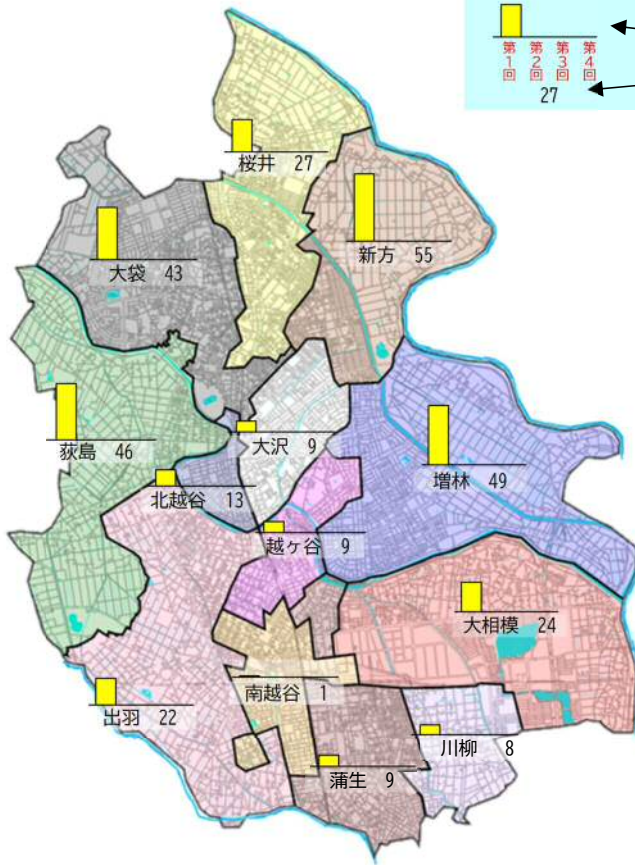 第1回 第2回 第3回 第4回
27
桜井 27
新方 55
大袋 43
荻島 46
大沢 9
増林 49
北越谷 13
越ヶ谷 9
大相模 24
南越谷 1
出羽 22
川柳 8
蒲生 9